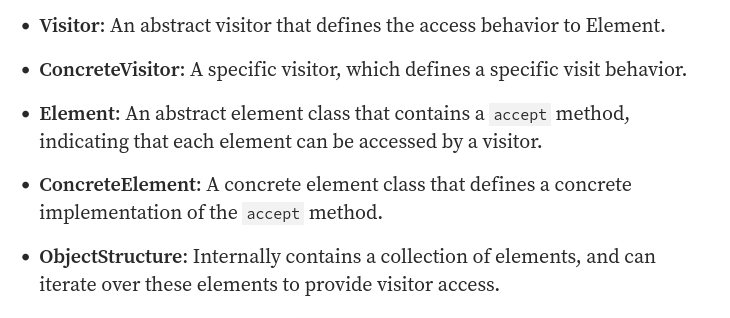 • Visitor: An abstract visitor that defines the access behavior to Element.
• ConcreteVisitor: A specific visitor, which defines a specific visit behavior.
• Element: An abstract element class that contains a accept method,
indicating that each element can be accessed by a visitor.
• ConcreteElement: A concrete element class that defines a concrete
implementation of the accept method.
• ObjectStructure: Internally contains a collection of elements, and can
iterate over these elements to provide visitor access.